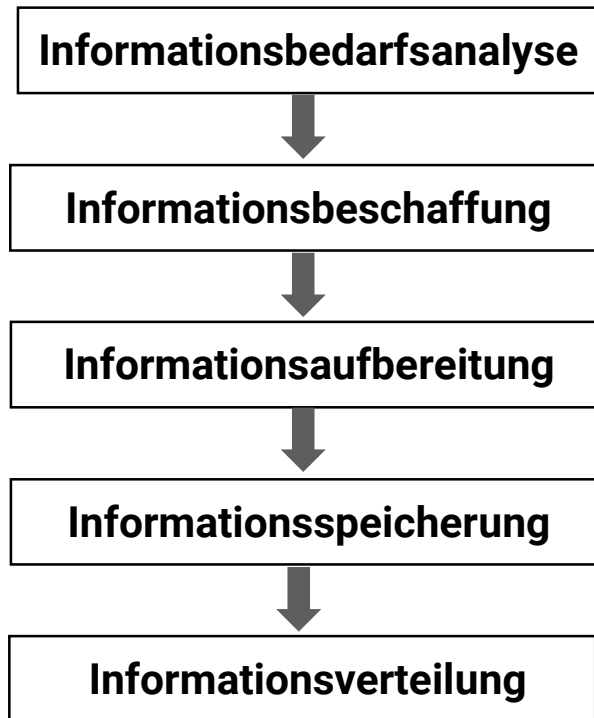 Informationsbedarfsanalyse
Informationsbeschaffung
Informationsaufbereitung
Informationsspeicherung
Informationsverteilung